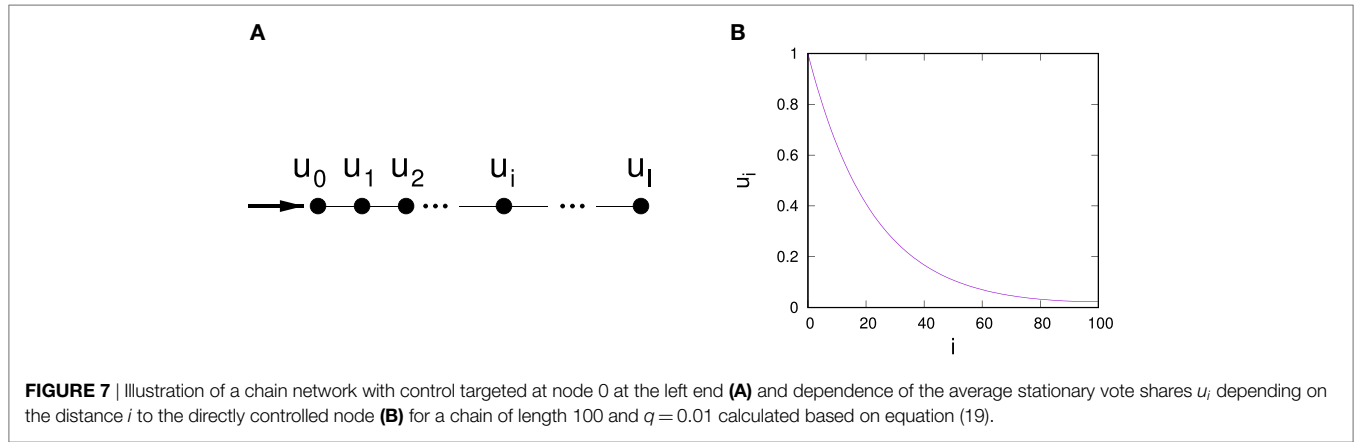 A
B
u0 u1 u2 ui uI
... ...
1
0.8
0.6
0.4
0.2
0
ui
0 20 40 60 80 100
i
FIGURE 7 | Illustration of a chain network with control targeted at node 0 at the left end (A) and dependence of the average stationary vote shares ui depending on
the distance i to the directly controlled node (B) for a chain of length 100 and q = 0.01 calculated based on equation (19).